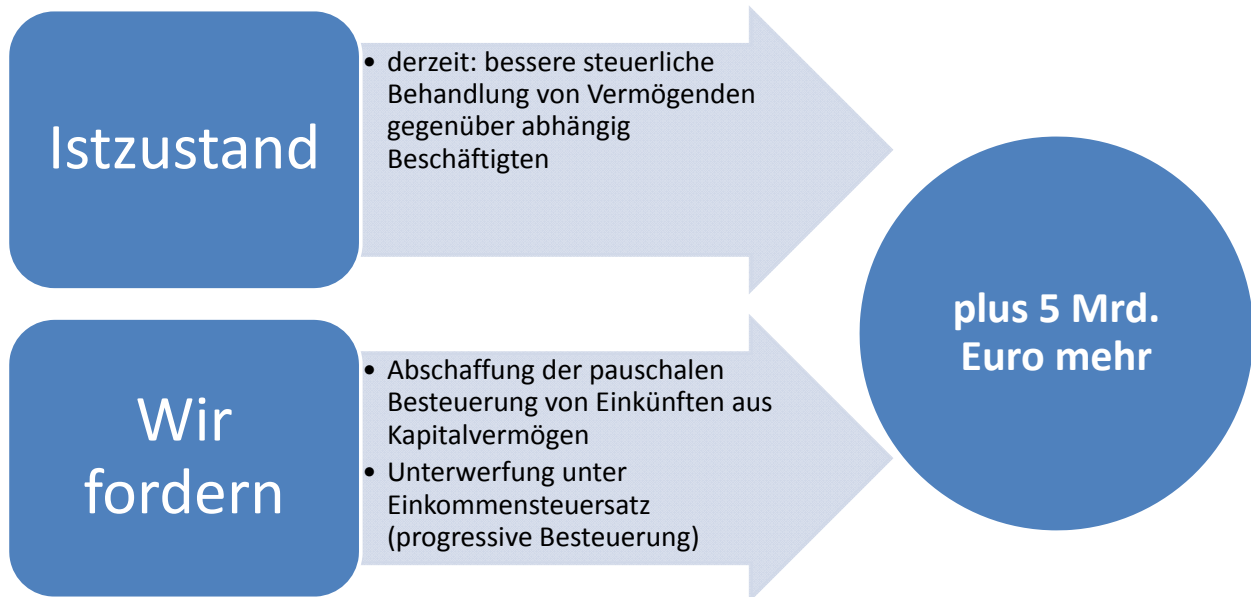 Istzustand
• derzeit: bessere steuerliche
Behandlung von Vermögenden
gegenüber abhängig
Beschäftigten
Wir
fordern
• Abschaffung der pauschalen
Besteuerung von Einkünften aus
Kapitalvermögen
• Unterwerfung unter
Einkommensteuersatz
(progressive Besteuerung)
plus 5 Mrd.
Euro mehr